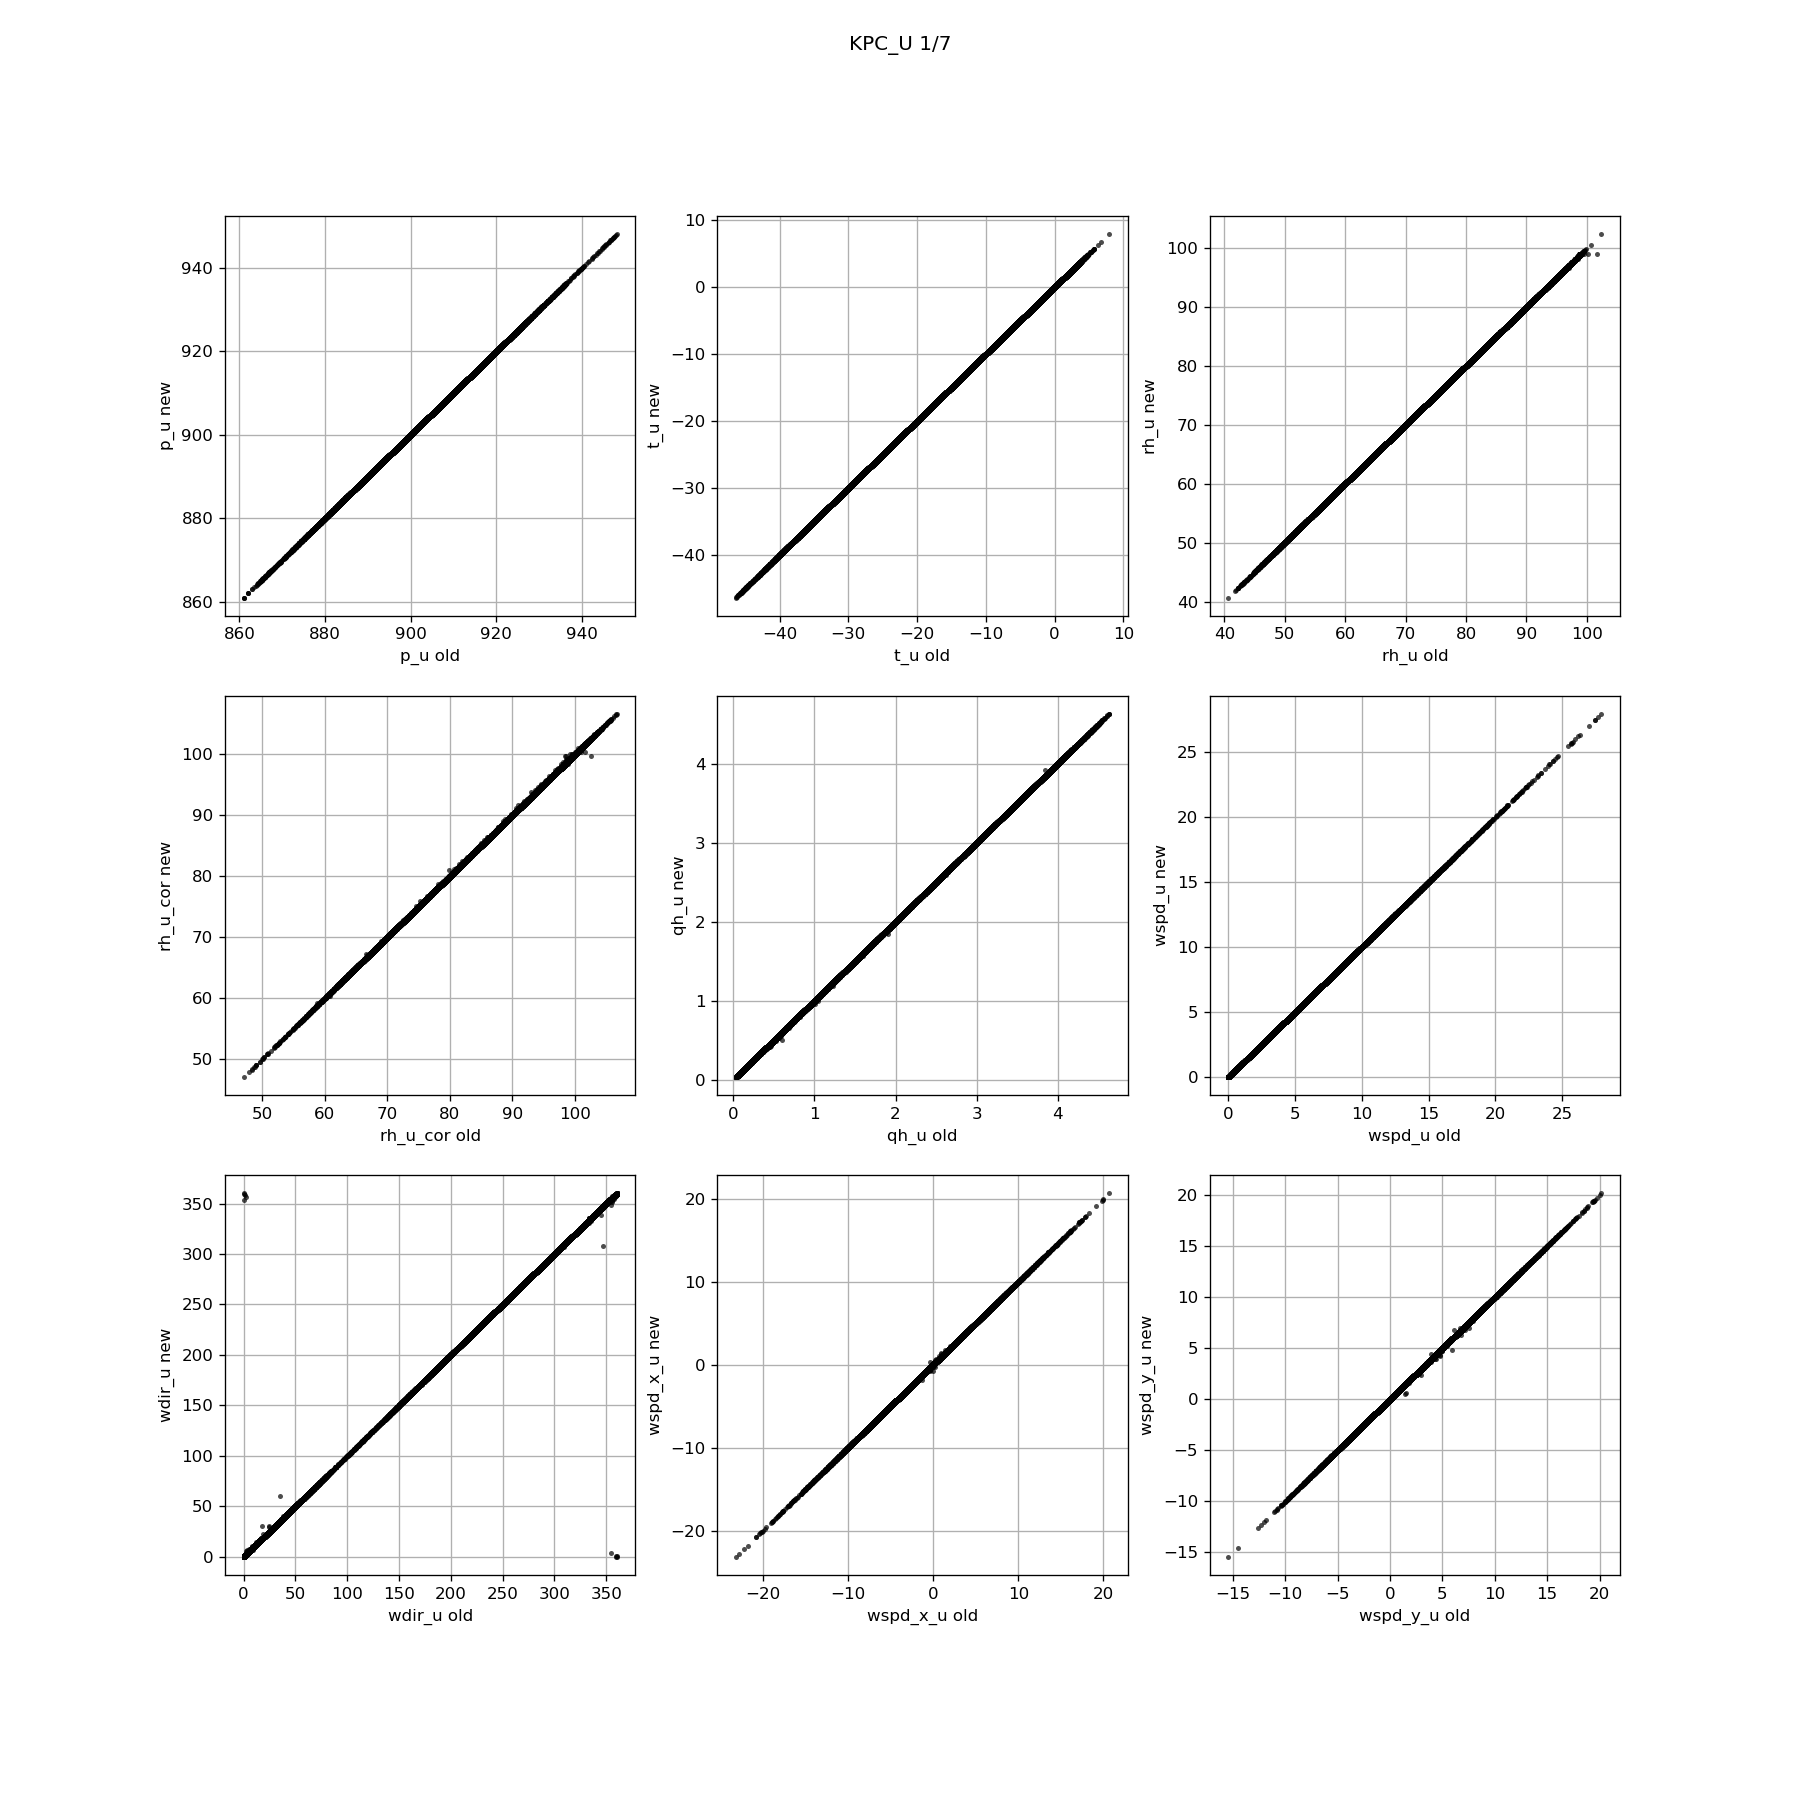 KPC_U 1/7
p_u new
940
920
900
880
860
860 880 900 920 940
p_u old
t_u new
10
0
−10
−20
−30
−40
−40 −30 −20 −10 0 10
t_u old
rh_u new
100
90
80
70
60
50
40
40 50 60 70 80 90 100
rh_u old
rh_u_cor new
100
90
80
70
60
50
50 60 70 80 90 100
rh_u_cor old
qh_u new
4
3
2
1
0
0 1 2 3 4
qh_u old
wspd_u new
25
20
15
10
5
0
0 5 10 15 20 25
wspd_u old
wdir_u new
350
300
250
200
150
100
50
0
0 50 100 150 200 250 300 350
wdir_u old
wspd_x_u new
20
10
0
−10
−20
−20 −10 0 10 20
wspd_x_u old
wspd_y_u new
20
15
10
5
0
−5
−10
−15
−15 −10 −5 0 5 10 15 20
wspd_y_u old